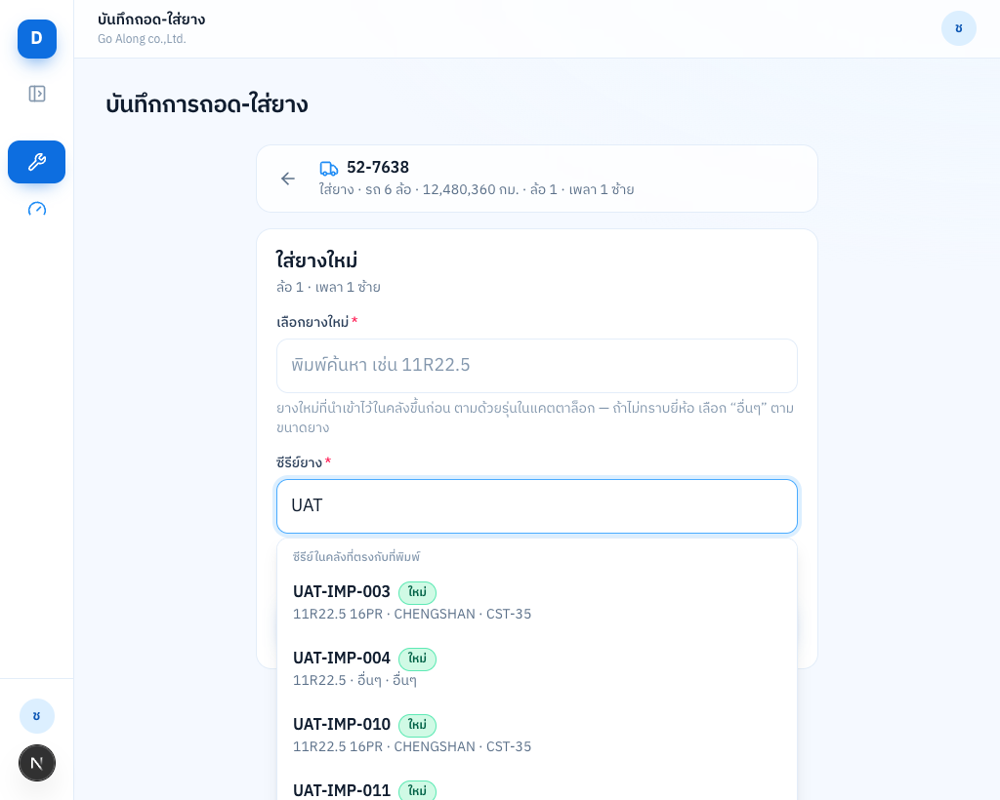 D
บันทึกถอด-ใส่ยาง
Go Along co.,Ltd.
ช
บันทึกการถอด-ใส่ยาง
52-7638
ใส่ยาง · รถ 6 ล้อ · 12,480,360 กม. · ล้อ 1 · เพลา 1 ซ้าย
ใส่ยางใหม่
ล้อ 1 · เพลา 1 ซ้าย
เลือกยางใหม่ *
พิมพ์ค้นหา เช่น 11R22.5
ยางใหม่ที่นำเข้าไว้ในคลังขึ้นก่อน ตามด้วยรุ่นในแคตตาล็อก — ถ้าไม่ทราบยี่ห้อ เลือก “อื่นๆ” ตาม
ขนาดยาง
ซีรีย์ยาง *
UAT
ซีรีย์ในคลังที่ตรงกับที่พิมพ์
UAT-IMP-003 ใหม่
11R22.5 16PR · CHENGSHAN · CST-35
UAT-IMP-004 ใหม่
11R22.5 · อื่นๆ · อื่นๆ
UAT-IMP-010 ใหม่
11R22.5 16PR · CHENGSHAN · CST-35
UAT-IMP-011 ใหม่
ช
N